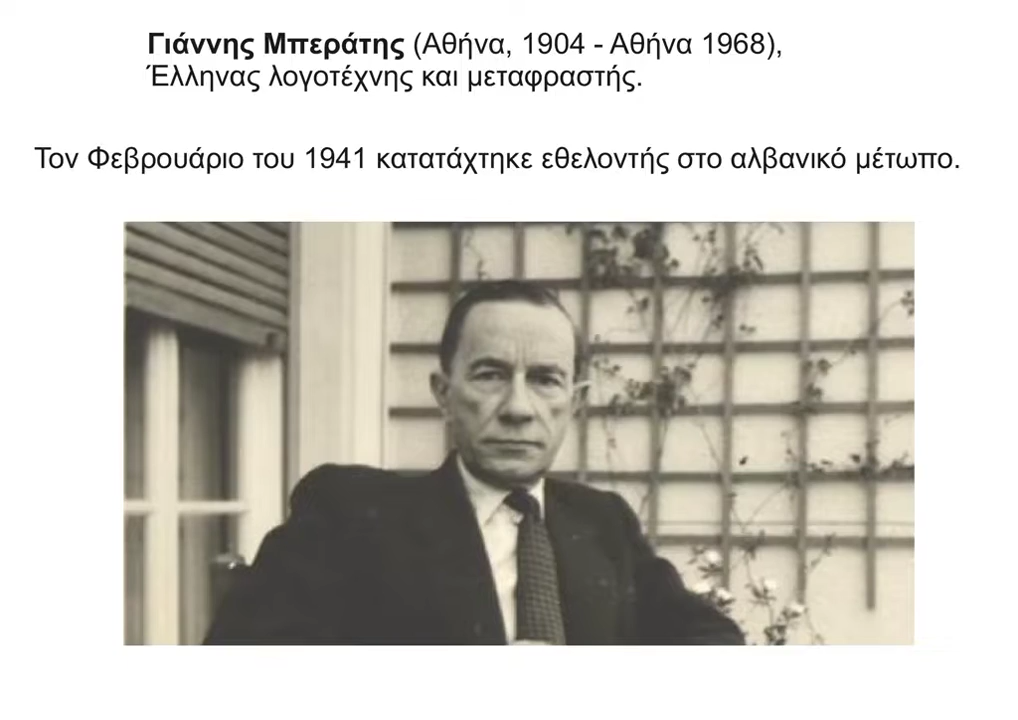 Γιάννης Μπεράτης (Αθήνα, 1904 - Αθήνα 1968),
Έλληνας λογοτέχνης και μεταφραστής.
Τον Φεβρουάριο του 1941 κατατάχτηκε εθελοντής στο αλβανικό μέτωπο.